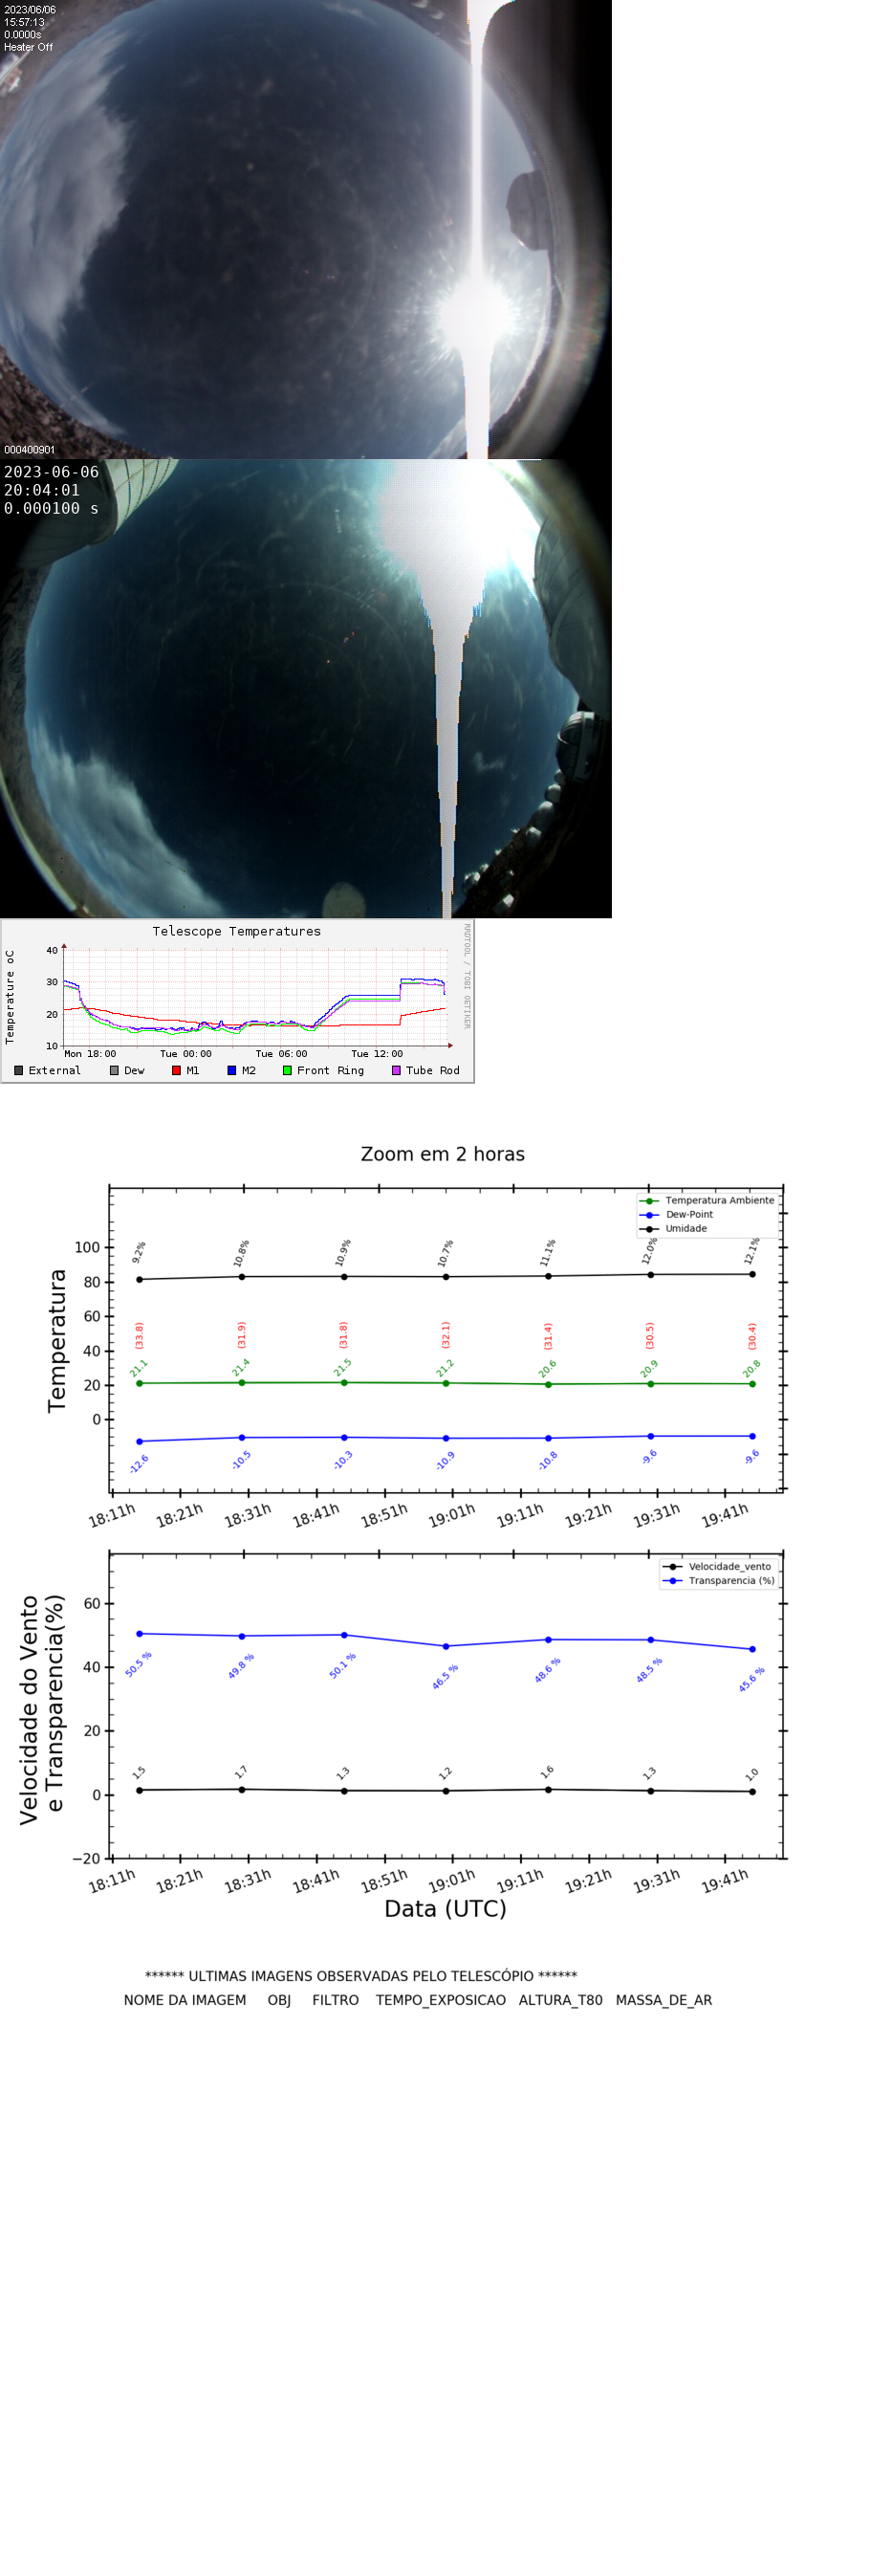 2023/06/06
15:57:13
0.0000s
Heater Off
000400901
2023-06-06
20:04:01
0.000100 s
Telescope Temperatures
RRDTOOL / TOBI OETIKER
Temperature oC
40
30
20
10
Mon 18:00 Tue 00:00 Tue 06:00 Tue 12:00
External Dew M1 M2 Front Ring Tube Rod
Zoom em 2 horas
Temperatura Ambiente
Dew-Point
Umidade
Temperatura
100
80
60
40
20
0
9.2% 10.8% 10.9% 10.7% 11.1% 12.0% 12.1%
(33.8) (31.9) (31.8) (32.1) (31.4) (30.5) (30.4)
21.1 21.4 21.5 21.2 20.6 20.9 20.8
-12.6 -10.5 -10.3 -10.9 -10.8 -9.6 -9.6
18:11h 18:21h 18:31h 18:41h 18:51h 19:01h 19:11h 19:21h 19:31h 19:41h
Velocidade_vento
Transparencia (%)
Velocidade do Vento
e Transparencia(%)
60
40
20
0
−20
50.5 % 49.8 % 50.1 % 46.5 % 48.6 % 48.5 % 45.6 %
1.5 1.7 1.3 1.2 1.6 1.3 1.0
18:11h 18:21h 18:31h 18:41h 18:51h 19:01h 19:11h 19:21h 19:31h 19:41h
Data (UTC)
****** ULTIMAS IMAGENS OBSERVADAS PELO TELESCÓPIO ******
NOME DA IMAGEM OBJ FILTRO TEMPO_EXPOSICAO ALTURA_T80 MASSA_DE_AR